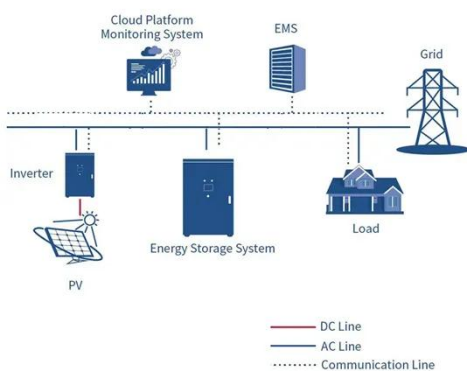 Cloud Platform
Monitoring System
EMS
Grid
Inverter
Energy Storage System
Load
PV
DC Line
AC Line
Communication Line